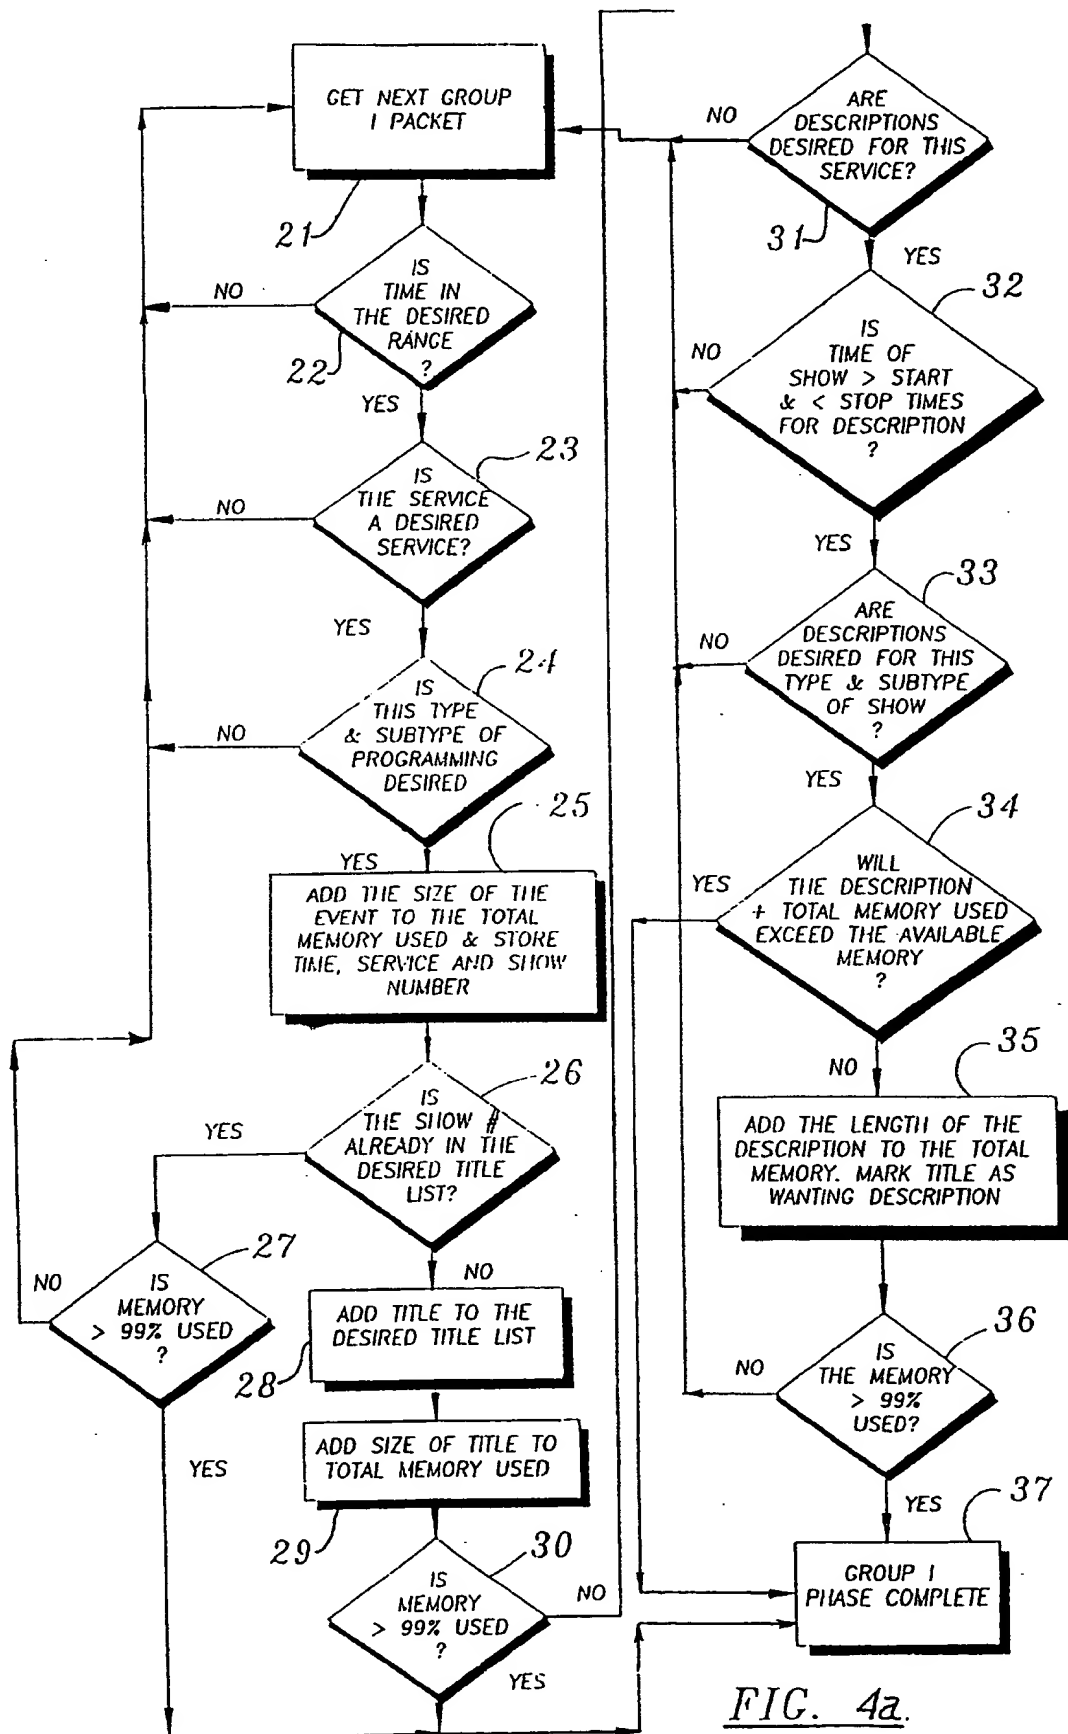 GET NEXT GROUP
1 PACKET
21
IS
TIME IN
THE DESIRED
RANGE
?
22
NO
YES
23
IS
THE SERVICE
A DESIRED
SERVICE?
NO
YES
24
IS
THIS TYPE
& SUBTYPE OF
PROGRAMMING
DESIRED
NO
YES
25
ADD THE SIZE OF THE
EVENT TO THE TOTAL
MEMORY USED & STORE
TIME, SERVICE AND SHOW
NUMBER
26
IS
THE SHOW #
ALREADY IN THE
DESIRED TITLE
LIST?
YES
NO
27
IS
MEMORY
> 99% USED
?
NO
YES
ADD TITLE TO THE
DESIRED TITLE LIST
28
ADD SIZE OF TITLE TO
TOTAL MEMORY USED
29
30
IS
MEMORY
> 99% USED
?
NO
YES
ARE
DESCRIPTIONS
DESIRED FOR THIS
SERVICE?
31
NO
YES
32
IS
TIME OF
SHOW > START
& < STOP TIMES
FOR DESCRIPTION
?
NO
YES
33
ARE
DESCRIPTIONS
DESIRED FOR THIS
TYPE & SUBTYPE
OF SHOW
?
NO
YES
34
WILL
THE DESCRIPTION
+ TOTAL MEMORY USED
EXCEED THE AVAILABLE
MEMORY
?
YES
NO
35
ADD THE LENGTH OF THE
DESCRIPTION TO THE TOTAL
MEMORY. MARK TITLE AS
WANTING DESCRIPTION
36
IS
THE MEMORY
> 99%
USED?
NO
YES
37
GROUP 1
PHASE COMPLETE
FIG. 4a.